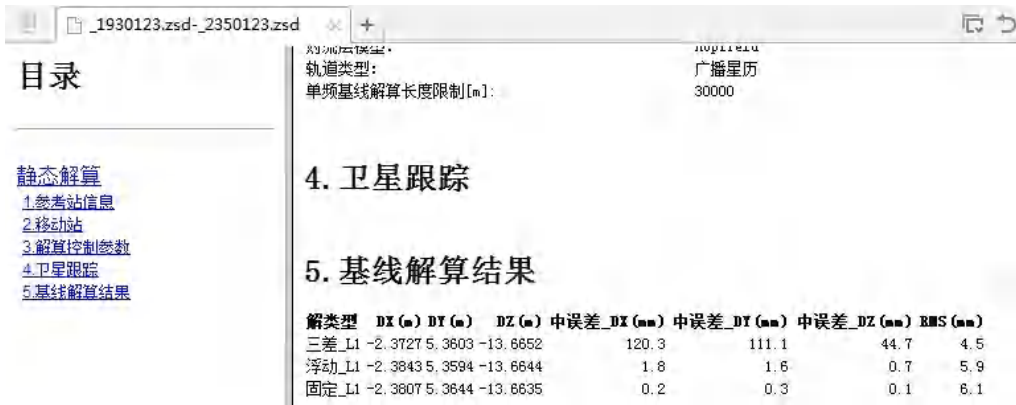 _1930123.zsd-_2350123.zsd
目录
静态解算
1.参考站信息
2.移动站
3.解算控制参数
4.卫星跟踪
5.基线解算结果
对流层模型: hopfield
轨道类型: 广播星历
单频基线解算长度限制[m]: 30000
4.卫星跟踪
5.基线解算结果
解类型 DX(m) DY(m) DZ(m) 中误差_DX(mm) 中误差_DY(mm) 中误差_DZ(mm) RMS(mm)
三差_L1 -2.3727 5.3603 -13.6652 120.3 111.1 44.7 4.5
浮动_L1 -2.3843 5.3594 -13.6644 1.8 1.6 0.7 5.9
固定_L1 -2.3807 5.3644 -13.6635 0.2 0.3 0.1 6.1